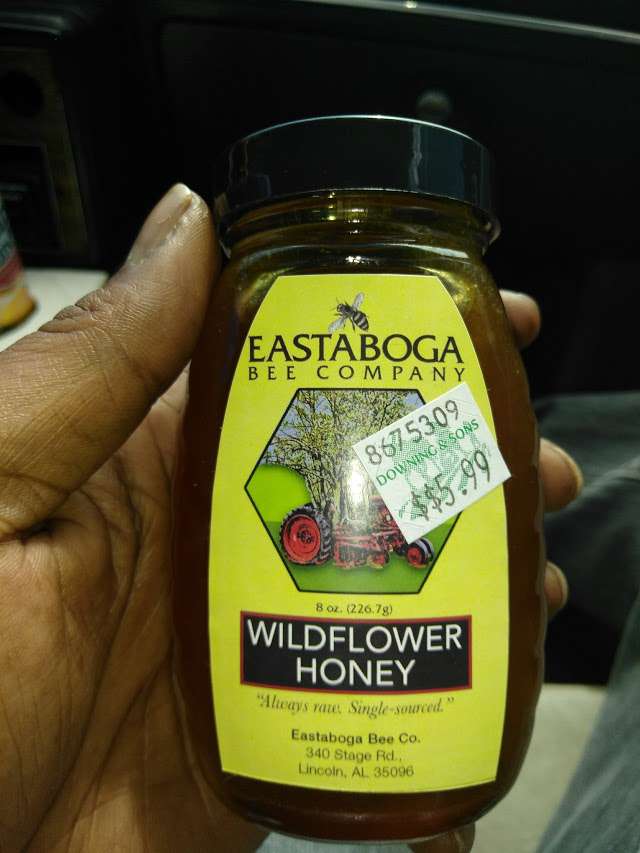 EASTABOGA
BEE COMPANY
8675309
DOWNING & SONS
$$5.99
8 oz. (226.7g)
WILDFLOWER
HONEY
"Always raw. Single-sourced."
Eastaboga Bee Co.
340 Stage Rd.,
Lincoln, AL 35096